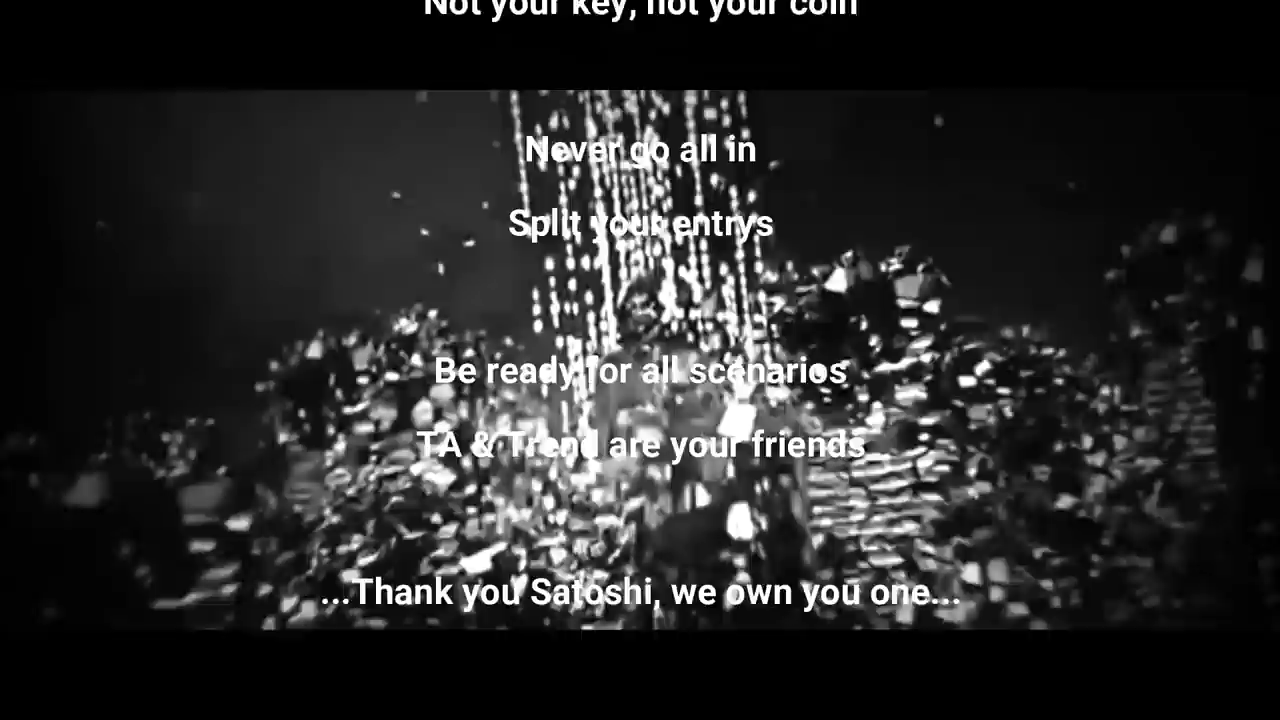 Not your key, not your coin
Never go all in
Split your entrys
Be ready for all scenarios
TA & Trend are your friends
...Thank you Satoshi, we own you one...